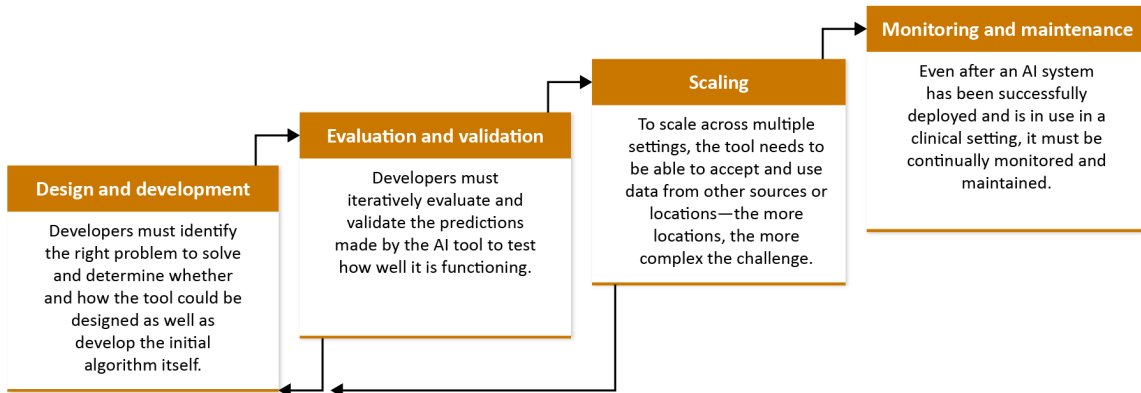 Design and development
Developers must identify
the right problem to solve
and determine whether
and how the tool could be
designed as well as
develop the initial
algorithm itself.
Evaluation and validation
Developers must
iteratively evaluate and
validate the predictions
made by the AI tool to test
how well it is functioning.
Scaling
To scale across multiple
settings, the tool needs to
be able to accept and use
data from other sources or
locations—the more
locations, the more
complex the challenge.
Monitoring and maintenance
Even after an AI system
has been successfully
deployed and is in use in a
clinical setting, it must be
continually monitored and
maintained.